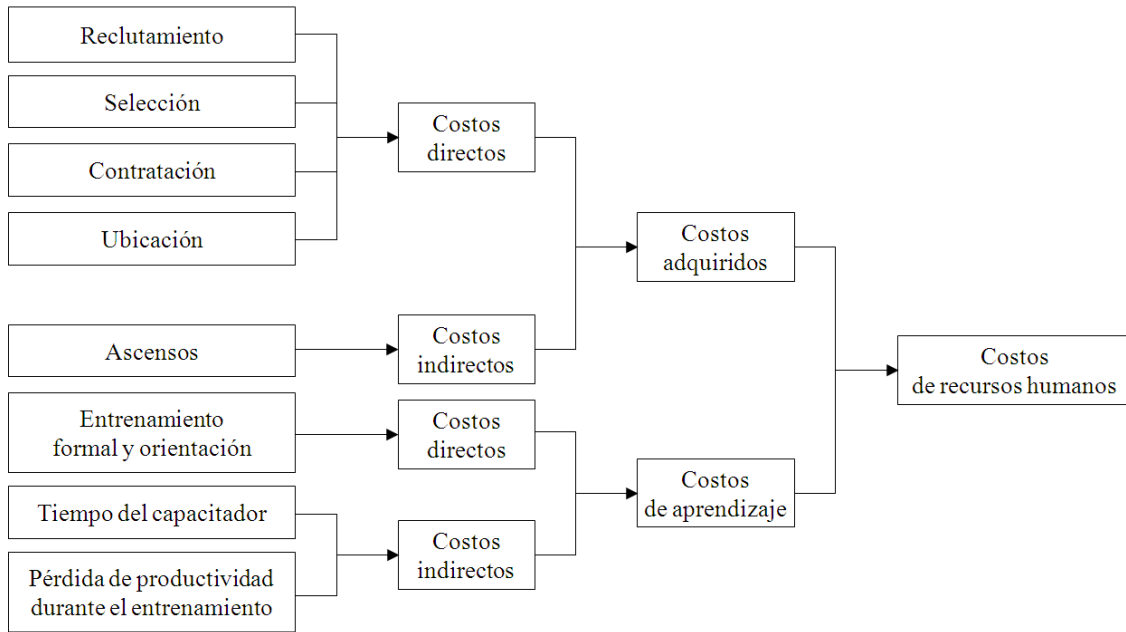 Reclutamiento
Selección
Contratación
Ubicación
Ascensos
Entrenamiento
formal y orientación
Tiempo del capacitador
Pérdida de productividad
durante el entrenamiento
Costos
directos
Costos
indirectos
Costos
directos
Costos
indirectos
Costos
adquiridos
Costos
de aprendizaje
Costos
de recursos humanos